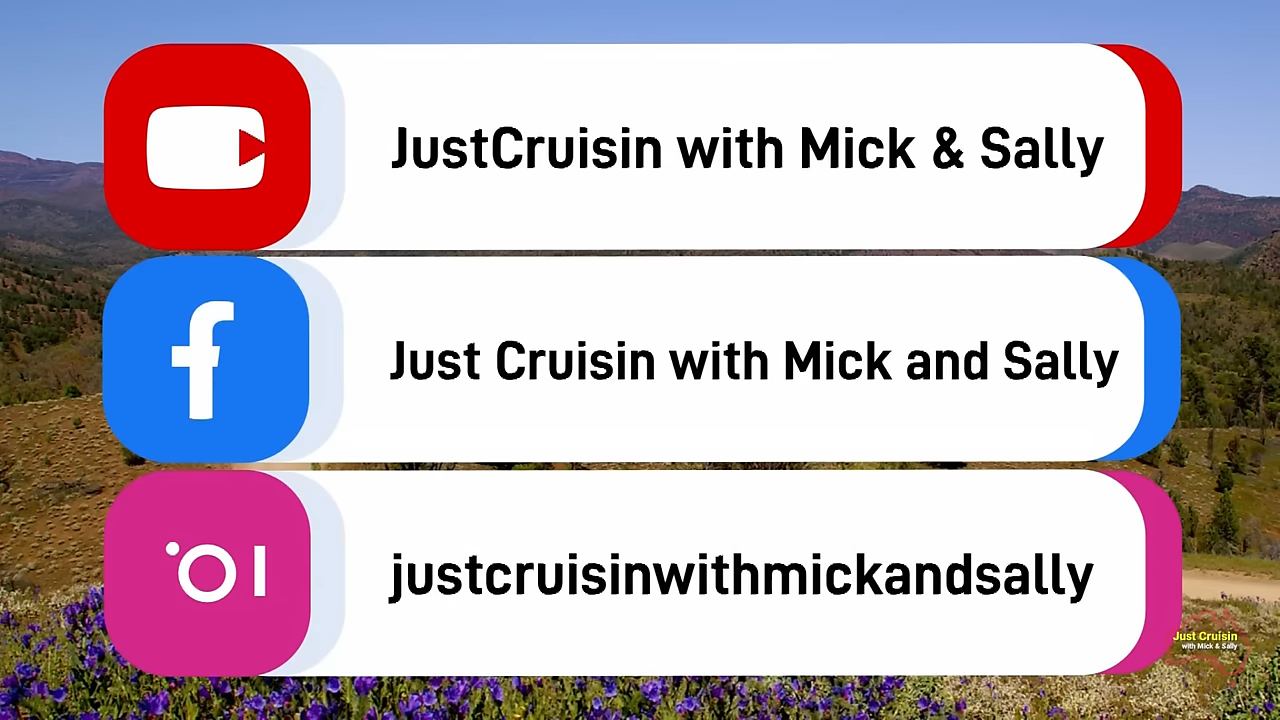 JustCruisin with Mick & Sally
Just Cruisin with Mick and Sally
justcruisinwithmickandsally
Just Cruisin
with Mick & Sally